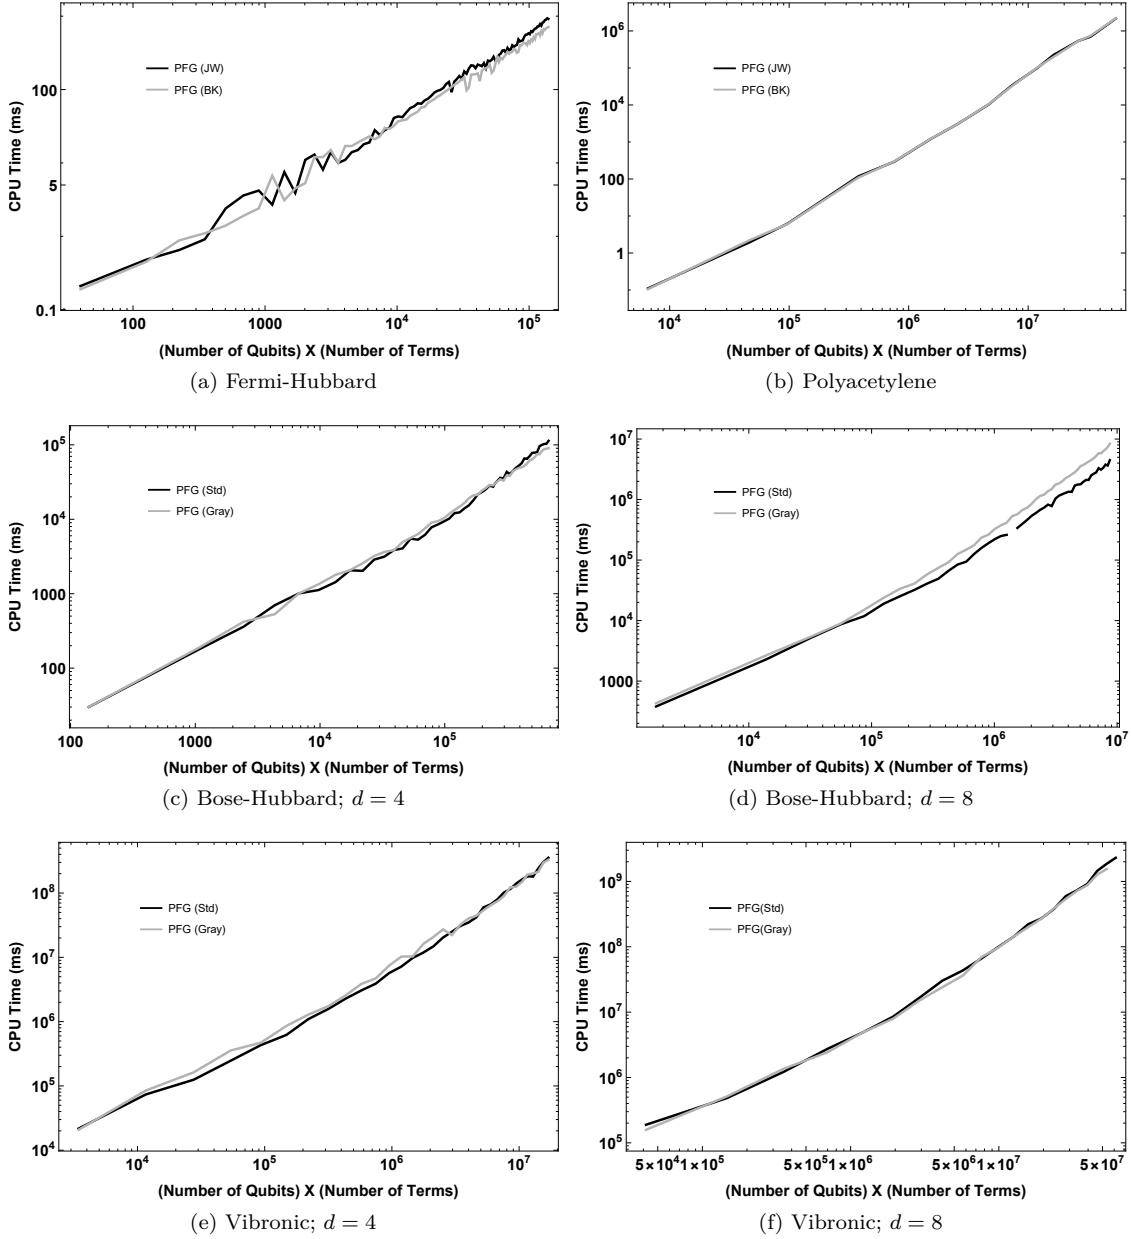 CPU Time (ms)
100
5
0.1
PFG (JW)
PFG (BK)
100
1000
10^4
10^5
(Number of Qubits) X (Number of Terms)
(a) Fermi-Hubbard
CPU Time (ms)
10^6
10^4
100
1
PFG (JW)
PFG (BK)
10^4
10^5
10^6
10^7
(Number of Qubits) X (Number of Terms)
(b) Polyacetylene
CPU Time (ms)
10^5
10^4
1000
100
PFG (Std)
PFG (Gray)
100
1000
10^4
10^5
(Number of Qubits) X (Number of Terms)
(c) Bose-Hubbard; d = 4
CPU Time (ms)
10^7
10^6
10^5
10^4
1000
PFG (Std)
PFG (Gray)
10^4
10^5
10^6
10^7
(Number of Qubits) X (Number of Terms)
(d) Bose-Hubbard; d = 8
CPU Time (ms)
10^8
10^7
10^6
10^5
10^4
PFG (Std)
PFG (Gray)
10^4
10^5
10^6
10^7
(Number of Qubits) X (Number of Terms)
(e) Vibronic; d = 4
CPU Time (ms)
10^9
10^8
10^7
10^6
10^5
PFG(Std)
PFG(Gray)
5×10^4
1×10^5
5×10^5
1×10^6
5×10^6
1×10^7
5×10^7
(Number of Qubits) X (Number of Terms)
(f) Vibronic; d = 8